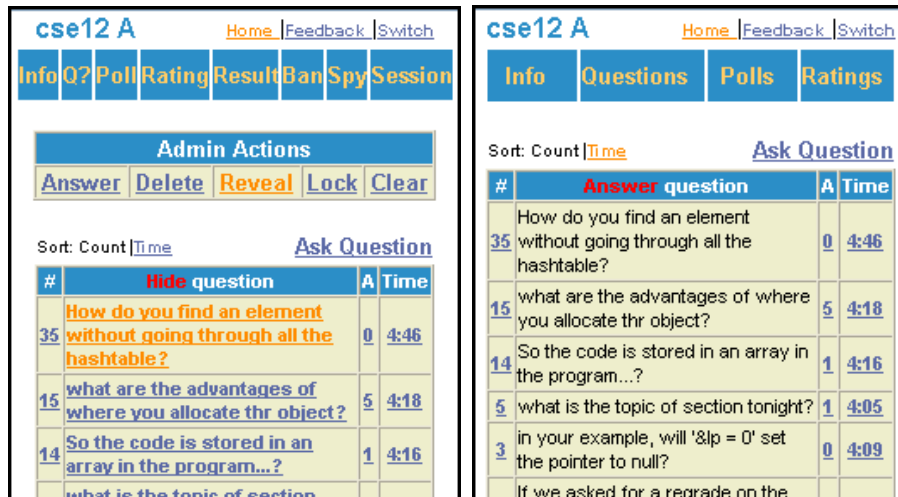 cse12 A Home |Feedback |Switch
Info Q? Poll Rating Result Ban Spy Session
Admin Actions
Answer Delete Reveal Lock Clear
Sort: Count |Time Ask Question
# Hide question A Time
How do you find an element
35 without going through all the 0 4:46
hashtable?
15 what are the advantages of 5 4:18
where you allocate thr object?
14 So the code is stored in an 1 4:16
array in the program...?
what is the topic of section
cse12 A Home |Feedback |Switch
Info Questions Polls Ratings
Sort: Count |Time Ask Question
# Answer question A Time
How do you find an element
35 without going through all the 0 4:46
hashtable?
15 what are the advantages of where 5 4:18
you allocate thr object?
14 So the code is stored in an array in 1 4:16
the program...?
5 what is the topic of section tonight? 1 4:05
3 in your example, will '&lp = 0' set 0 4:09
the pointer to null?
If we asked for a regrade on the